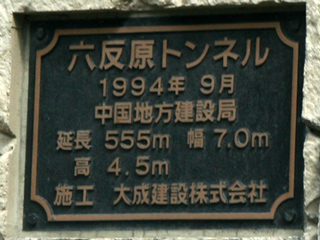 六反原トンネル
1994年 9月
中国地方建設局
延長 555m 幅 7.0m
高 4.5m
施工 大成建設株式会社